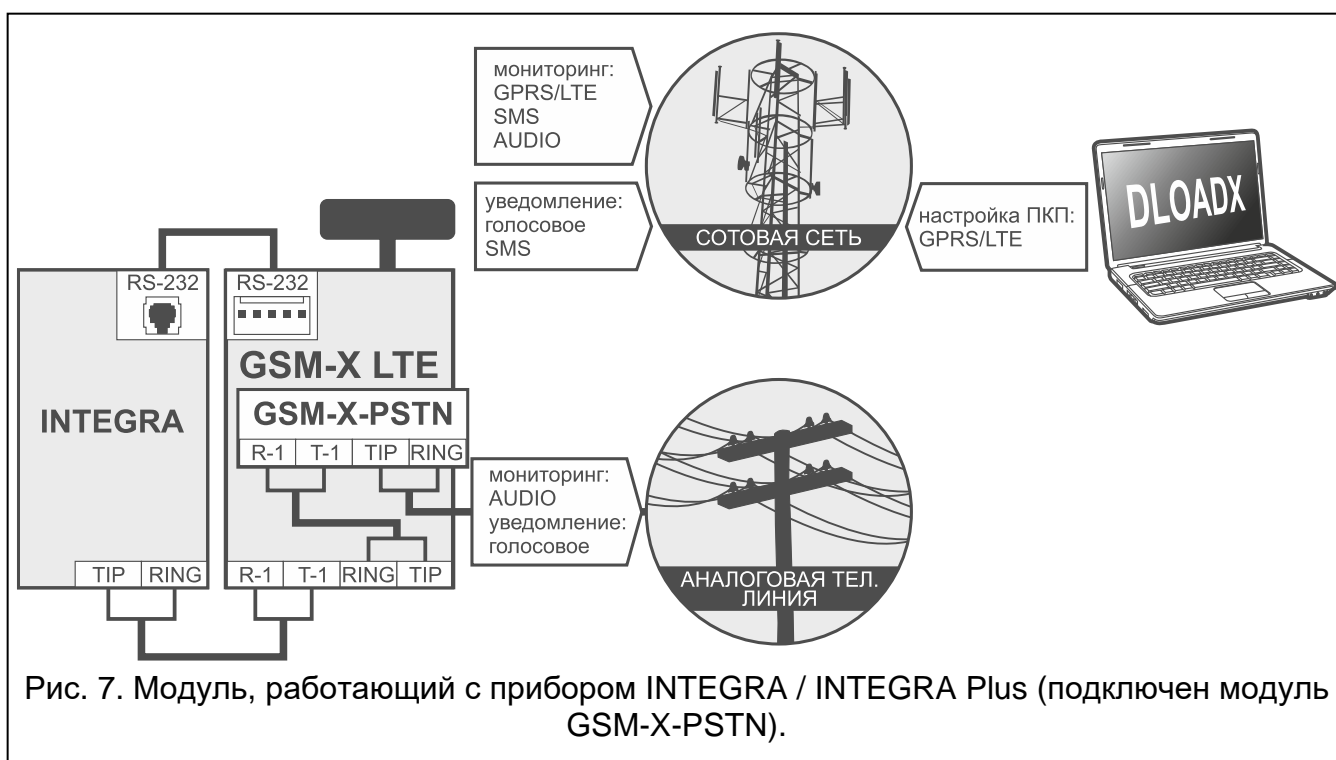 мониторинг:
GPRS/LTE
SMS
AUDIO
уведомление:
голосовое
SMS
СОТОВАЯ СЕТЬ
настройка ПКП:
GPRS/LTE
DLOADX
RS-232
RS-232
GSM-X LTE
INTEGRA
GSM-X-PSTN
R-1 T-1 TIP RING
мониторинг:
AUDIO
уведомление:
голосовое
АНАЛОГОВАЯ ТЕЛ.
ЛИНИЯ
TIP RING
R-1 T-1 RING TIP
Рис. 7. Модуль, работающий с прибором INTEGRA / INTEGRA Plus (подключен модуль
GSM-X-PSTN).